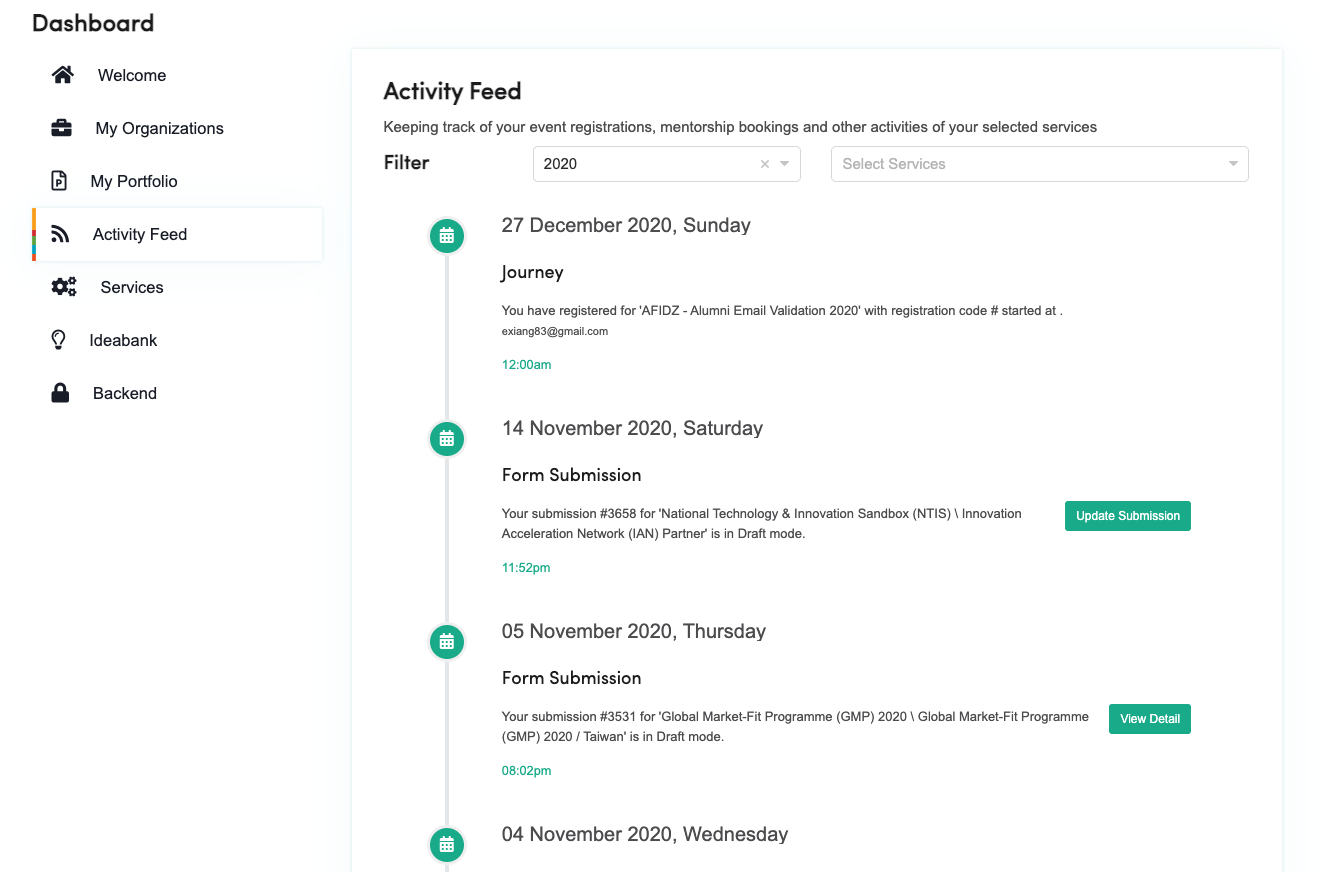 Dashboard
Welcome
My Organizations
My Portfolio
Activity Feed
Services
Ideabank
Backend
Activity Feed
Keeping track of your event registrations, mentorship bookings and other activities of your selected services
Filter
2020
Select Services
27 December 2020, Sunday
Journey
You have registered for 'AFIDZ - Alumni Email Validation 2020' with registration code # started at .
exiang83@gmail.com
12:00am
14 November 2020, Saturday
Form Submission
Your submission #3658 for 'National Technology & Innovation Sandbox (NTIS) \ Innovation
Acceleration Network (IAN) Partner' is in Draft mode.
Update Submission
11:52pm
05 November 2020, Thursday
Form Submission
Your submission #3531 for 'Global Market-Fit Programme (GMP) 2020 \ Global Market-Fit Programme
(GMP) 2020 / Taiwan' is in Draft mode.
View Detail
08:02pm
04 November 2020, Wednesday